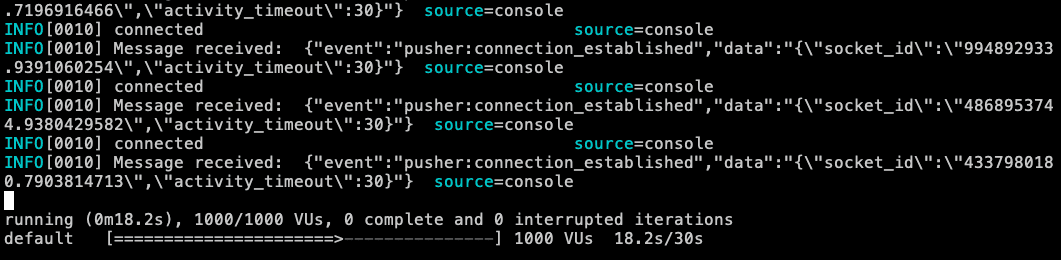 .7196916466\",\"activity_timeout\":30}"}  source=console
INFO[0010] connected                                     source=console
INFO[0010] Message received:  {"event":"pusher:connection_established","data":"{\"socket_id\":\"994892933
.9391060254\",\"activity_timeout\":30}"}  source=console
INFO[0010] connected                                     source=console
INFO[0010] Message received:  {"event":"pusher:connection_established","data":"{\"socket_id\":\"486895374
4.9380429582\",\"activity_timeout\":30}"}  source=console
INFO[0010] connected                                     source=console
INFO[0010] Message received:  {"event":"pusher:connection_established","data":"{\"socket_id\":\"433798018
0.7903814713\",\"activity_timeout\":30}"}  source=console
running (0m18.2s), 1000/1000 VUs, 0 complete and 0 interrupted iterations
default   [======================>---------------] 1000 VUs  18.2s/30s